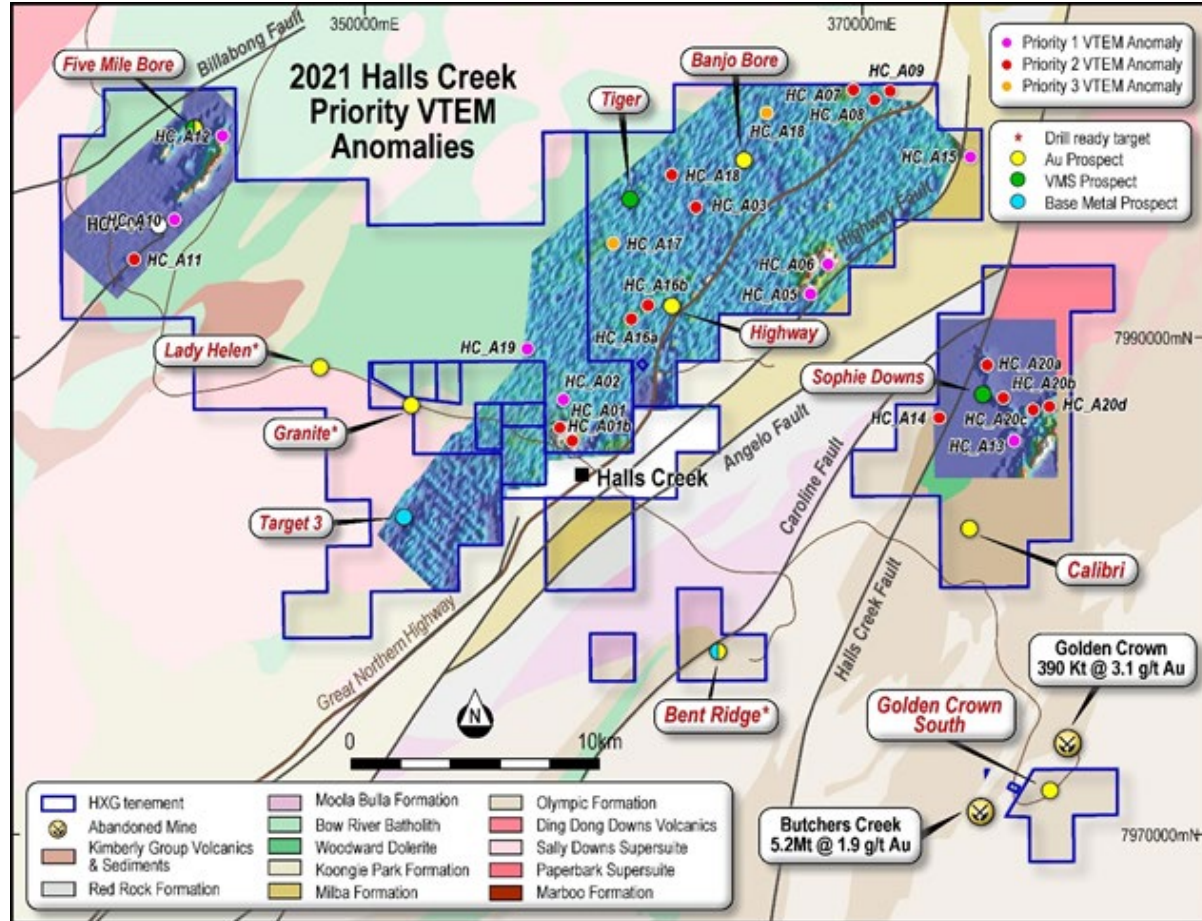 350000mE
370000mE
Five Mile Bore
Billabong Fault
2021 Halls Creek
Priority VTEM
Anomalies
Banjo Bore
Tiger
Priority 1 VTEM Anomaly
Priority 2 VTEM Anomaly
Priority 3 VTEM Anomaly
Drill ready target
Au Prospect
VMS Prospect
Base Metal Prospect
HC_A09
HC_A07
HC_A08
HC_A18
HC_A12
HC_A15
HC_A18
HC_A03
HC_A10
HC_A11
HC_A17
Highway Fault
HC_A06
HC_A05
HC_A16b
HC_A16a
Highway
7990000mN
HC_A19
Lady Helen*
Granite*
HC_A02
HC_A01
HC_A01b
Sophie Downs
HC_A20a
HC_A20b
HC_A20c
HC_A20d
HC_A14
HC_A13
Angelo Fault
Caroline Fault
Halls Creek Fault
Halls Creek
Target 3
Calibri
Great Northern Highway
Bent Ridge*
Golden Crown
390 Kt @ 3.1 g/t Au
Golden Crown
South
Butchers Creek
5.2Mt @ 1.9 g/t Au
7970000mN
N
0
10km
HXG tenement
Abandoned Mine
Kimberly Group Volcanics
& Sediments
Red Rock Formation
Moola Bulla Formation
Bow River Batholith
Woodward Dolerite
Koongie Park Formation
Milba Formation
Olympic Formation
Ding Dong Downs Volcanics
Sally Downs Supersuite
Paperbark Supersuite
Marboo Formation